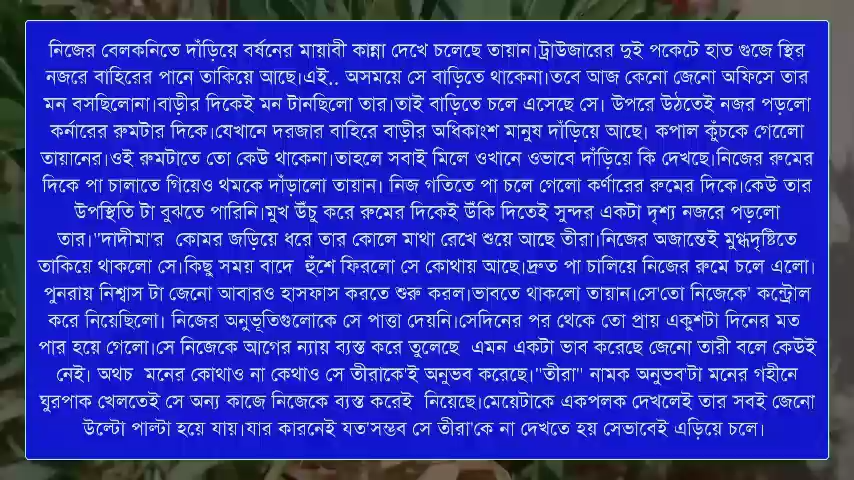 নিজের বেলকনিতে দাঁড়িয়ে বর্ষনের মায়াবী কান্না দেখে চলেছে তায়ান।ট্রাউজারের দুই পকেটে হাত গুজে স্থির
নজরে বাহিরের পানে তাকিয়ে আছে।এই.. অসময়ে সে বাড়িতে থাকেনা।তবে আজ কেনো জেনো অফিসে তার
মন বসছিলোনা।বাড়ীর দিকেই মন টানছিলো তার।তাই বাড়িতে চলে এসেছে সে। উপরে উঠতেই নজর পড়লো
কর্নারের রুমটার দিকে।যেখানে দরজার বাহিরে বাড়ীর অধিকাংশ মানুষ দাঁড়িয়ে আছে। কপাল কুঁচকে গেলো
তায়ানের।ওই রুমটাতে তো কেউ থাকেনা।তাহলে সবাই মিলে ওখানে ওভাবে দাঁড়িয়ে কি দেখছে।নিজের রুমের
দিকে পা চালাতে গিয়েও থমকে দাঁড়ালো তায়ান। নিজ গতিতে পা চলে গেলো কর্ণারের রুমের দিকে।কেউ তার
উপস্থিতি টা বুঝতে পারিনি।মুখ উঁচু করে রুমের দিকেই উঁকি দিতেই সুন্দর একটা দৃশ্য নজরে পড়লো
তার।"দাদীমা'র কোমর জড়িয়ে ধরে তার কোলে মাথা রেখে শুয়ে আছে তীরা।নিজের অজান্তেই মুগ্ধদৃষ্টিতে
তাকিয়ে থাকলো সে।কিছু সময় বাদে হুঁশে ফিরলো সে কোথায় আছে।দ্রুত পা চালিয়ে নিজের রুমে চলে এলো।
পুনরায় নিশ্বাস টা জেনো আবারও হাসফাস করতে শুরু করল।ভাবতে থাকলো তায়ান।সে'তো নিজেকে' কন্ট্রোল
করে নিয়েছিলো। নিজের অনুভূতিগুলোকে সে পাত্তা দেয়নি।সেদিনের পর থেকে তো প্রায় একুশটা দিনের মত
পার হয়ে গেলো।সে নিজেকে আগের ন্যায় ব্যস্ত করে তুলেছে এমন একটা ভাব করেছে জেনো তারী বলে কেউই
নেই। অথচ মনের কোথাও না কেথাও সে তীরাকে'ই অনুভব করেছে।"তীরা" নামক অনুভব'টা মনের গহীনে
ঘুরপাক খেলতেই সে অন্য কাজে নিজেকে ব্যস্ত করেই নিয়েছে।মেয়েটাকে একপলক দেখলেই তার সবই জেনো
উল্টো পাল্টা হয়ে যায়।যার কারনেই যত'সম্ভব সে তীরা'কে না দেখতে হয় সেভাবেই এড়িয়ে চলে।